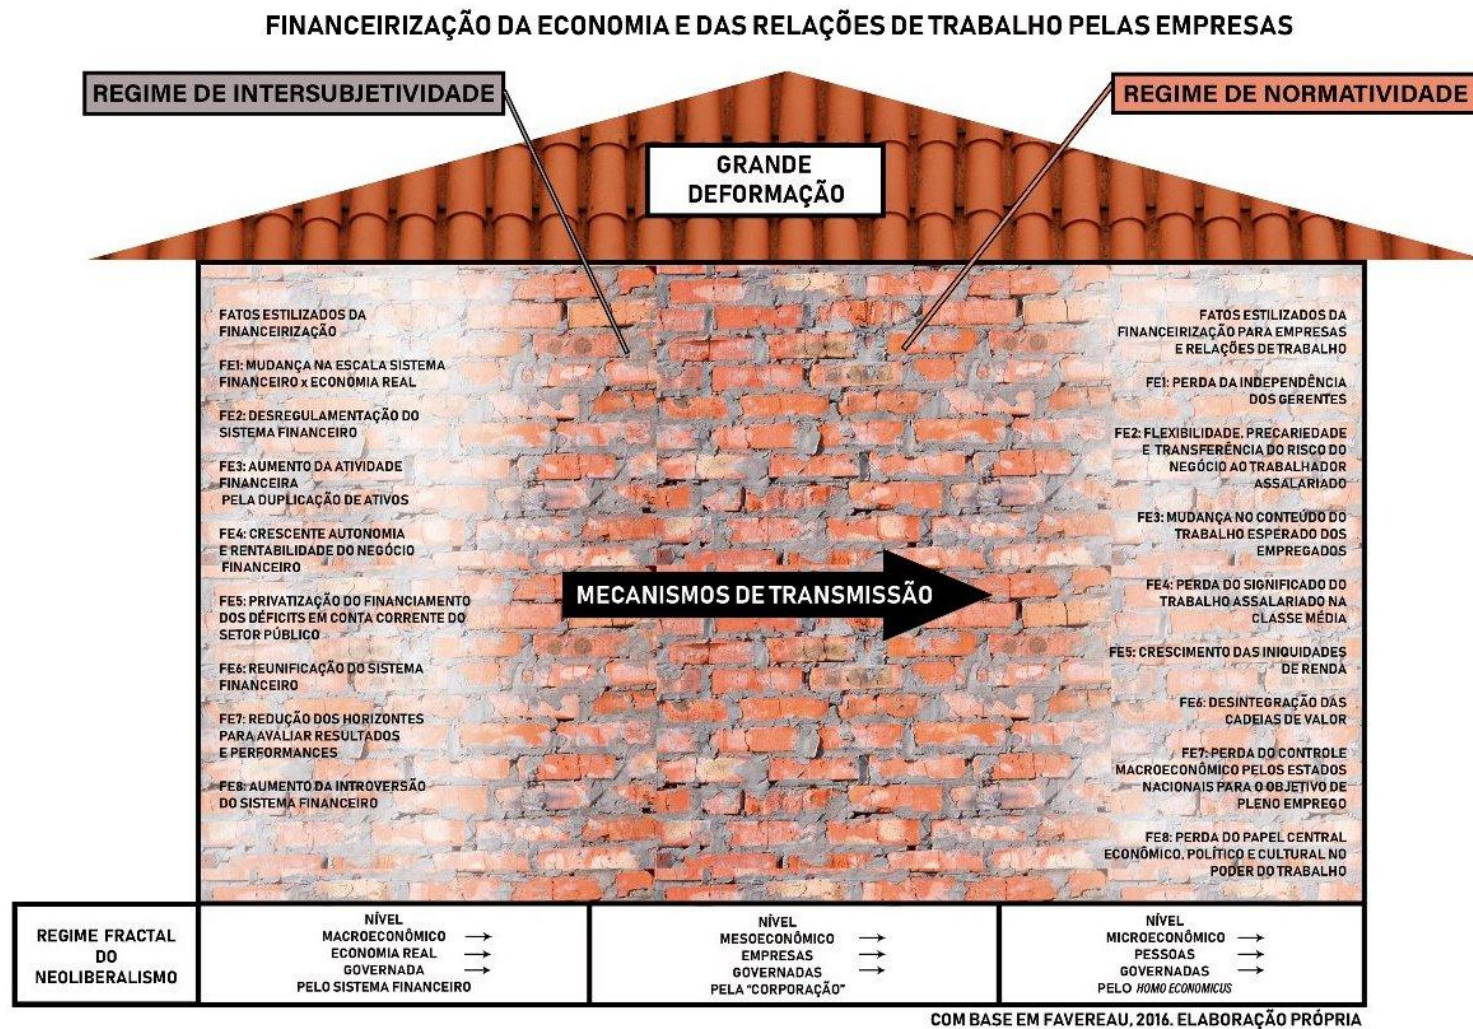 FINANCEIRIZAÇÃO DA ECONOMIA E DAS RELAÇÕES DE TRABALHO PELAS EMPRESAS
REGIME DE INTERSUBJETIVIDADE
REGIME DE NORMATIVIDADE
GRANDE
DEFORMAÇÃO
FATOS ESTILIZADOS DA
FINANCEIRIZAÇÃO
FE1: MUDANÇA NA ESCALA SISTEMA
FINANCEIRO x ECONÔMIA REAL
FE2: DESREGULAMENTAÇÃO DO
SISTEMA FINANCEIRO
FE3: AUMENTO DA ATIVIDADE
FINANCEIRA
PELA DUPLICAÇÃO DE ATIVOS
FE4: CRESCENTE AUTONOMIA
E RENTABILIDADE DO NEGÓCIO
FINANCEIRO
FE5: PRIVATIZAÇÃO DO FINANCIAMENTO
DOS DÉFICITS EM CONTA CORRENTE DO
SETOR PÚBLICO
FE6: REUNIFICAÇÃO DO SISTEMA
FINANCEIRO
FE7: REDUÇÃO DOS HORIZONTES
PARA AVALIAR RESULTADOS
E PERFORMANCES
FE8: AUMENTO DA INTROVERSÃO
DO SISTEMA FINANCEIRO
MECANISMOS DE TRANSMISSÃO
FATOS ESTILIZADOS DA
FINANCEIRIZAÇÃO PARA EMPRESAS
E RELAÇÕES DE TRABALHO
FE1: PERDA DA INDEPENDÊNCIA
DOS GERENTES
FE2: FLEXIBILIDADE, PRECARIEDADE
E TRANSFERÊNCIA DO RISCO DO
NEGÓCIO AO TRABALHADOR
ASSALARIADO
FE3: MUDANÇA NO CONTEÚDO DO
TRABALHO ESPERADO DOS
EMPREGADOS
FE4: PERDA DO SIGNIFICADO DO
TRABALHO ASSALARIADO NA
CLASSE MÉDIA
FE5: CRESCIMENTO DAS INIQUIDADES
DE RENDA
FE6: DESINTEGRAÇÃO DAS
CADEIAS DE VALOR
FE7: PERDA DO CONTROLE
MACROECONÔMICO PELOS ESTADOS
NACIONAIS PARA O OBJETIVO DE
PLENO EMPREGO
FE8: PERDA DO PAPEL CENTRAL
ECONÔMICO, POLÍTICO E CULTURAL NO
PODER DO TRABALHO
REGIME FRACTAL
DO
NEOLIBERALISMO
NÍVEL
MACROECONÔMICO →
ECONOMIA REAL →
GOVERNADA →
PELO SISTEMA FINANCEIRO
NÍVEL
MESOECONÔMICO →
EMPRESAS →
GOVERNADAS →
PELA “CORPORAÇÃO”
NÍVEL
MICROECONÔMICO →
PESSOAS →
GOVERNADAS →
PELO HOMO ECONOMICUS
COM BASE EM FAVEREAU, 2016. ELABORAÇÃO PRÓPRIA